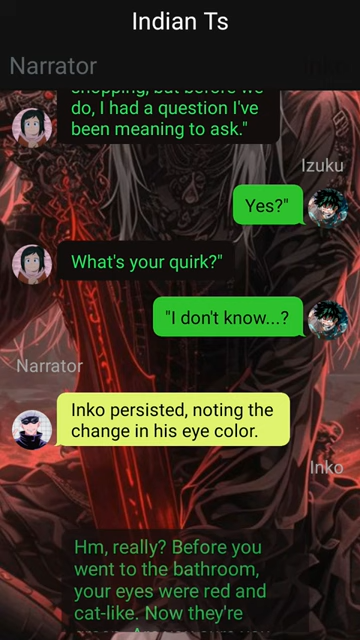 Indian Ts
Narrator
Inko
shopping, but before we
do, I had a question I've
been meaning to ask."
Izuku
Yes?"
What's your quirk?"
"I don't know...?
Narrator
Inko persisted, noting the
change in his eye color.
Inko
Hm, really? Before you
went to the bathroom,
your eyes were red and
cat-like. Now they're